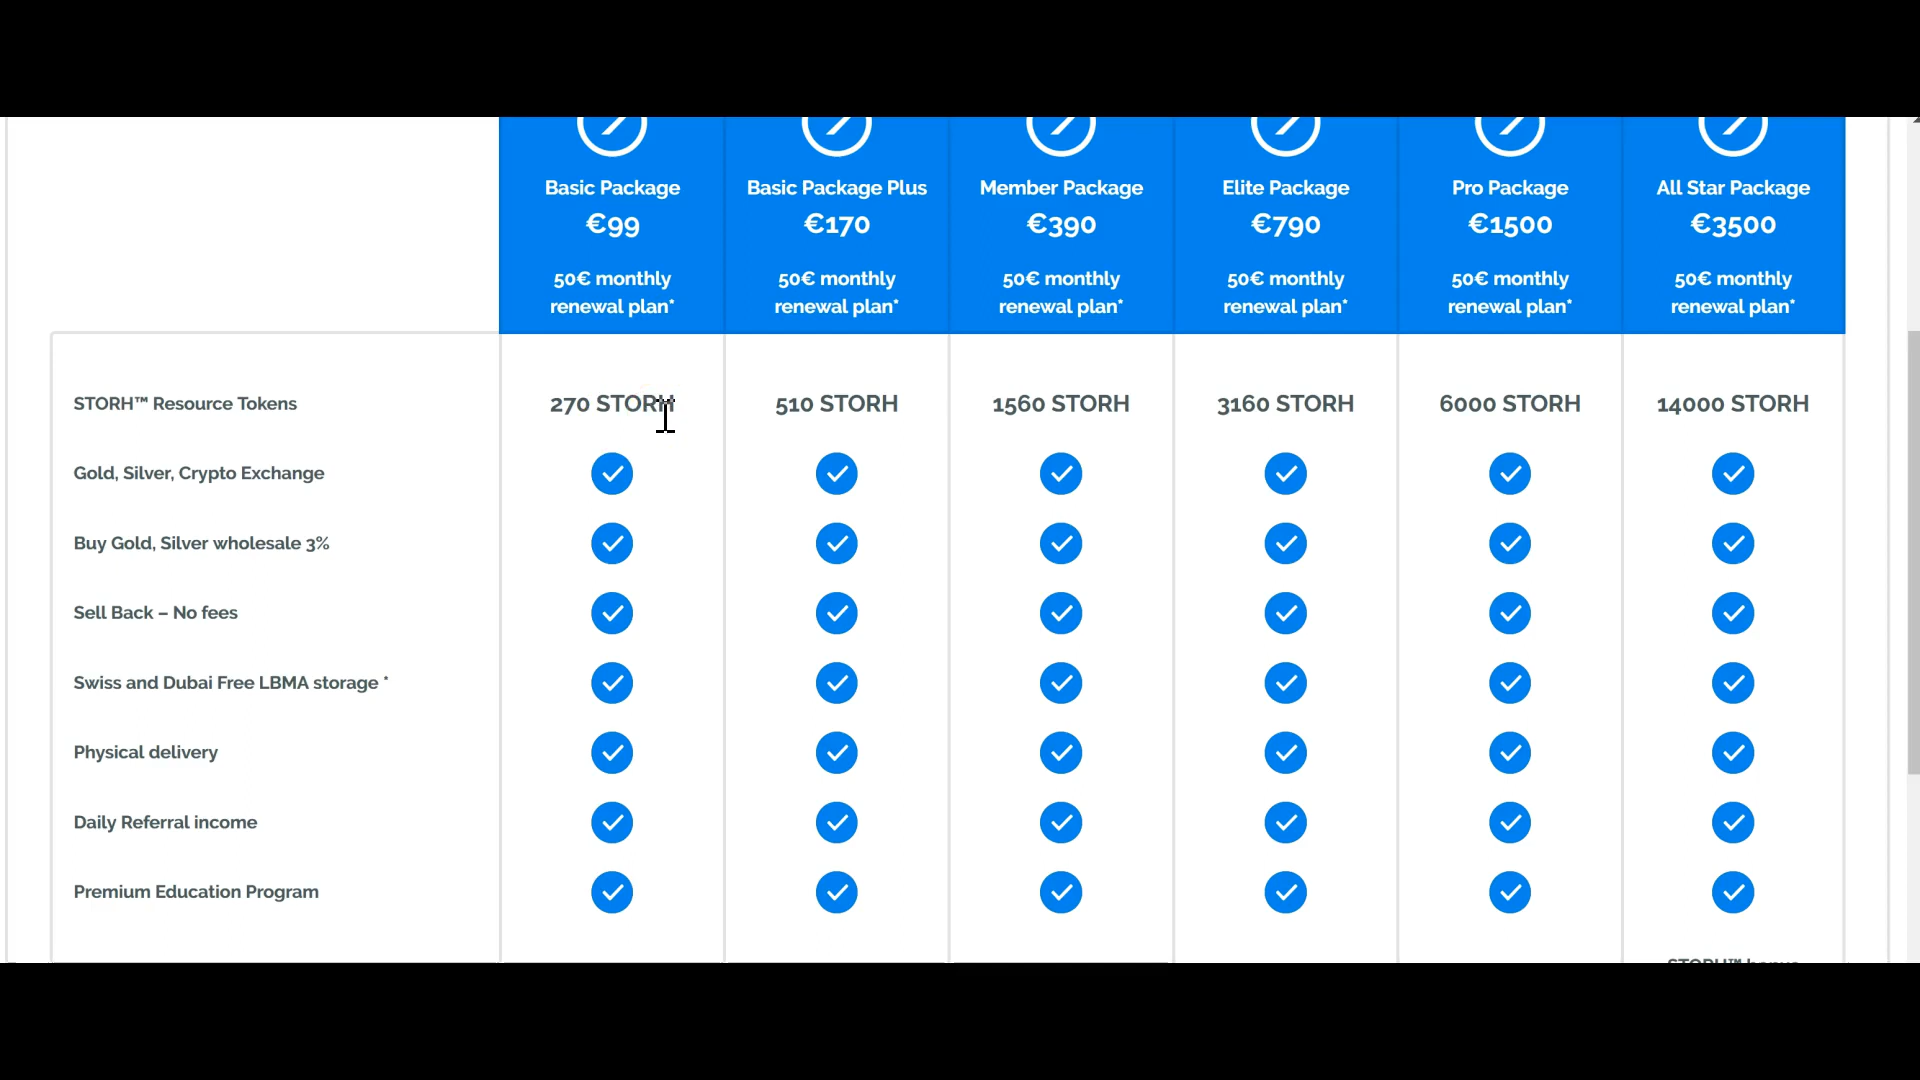 Basic Package
€99
50€ monthly
renewal plan*
Basic Package Plus
€170
50€ monthly
renewal plan*
Member Package
€390
50€ monthly
renewal plan*
Elite Package
€790
50€ monthly
renewal plan*
Pro Package
€1500
50€ monthly
renewal plan*
All Star Package
€3500
50€ monthly
renewal plan*
STORH™ Resource Tokens
270 STORH
510 STORH
1560 STORH
3160 STORH
6000 STORH
14000 STORH
Gold, Silver, Crypto Exchange
Buy Gold, Silver wholesale 3%
Sell Back – No fees
Swiss and Dubai Free LBMA storage *
Physical delivery
Daily Referral income
Premium Education Program
STORH™ bonus